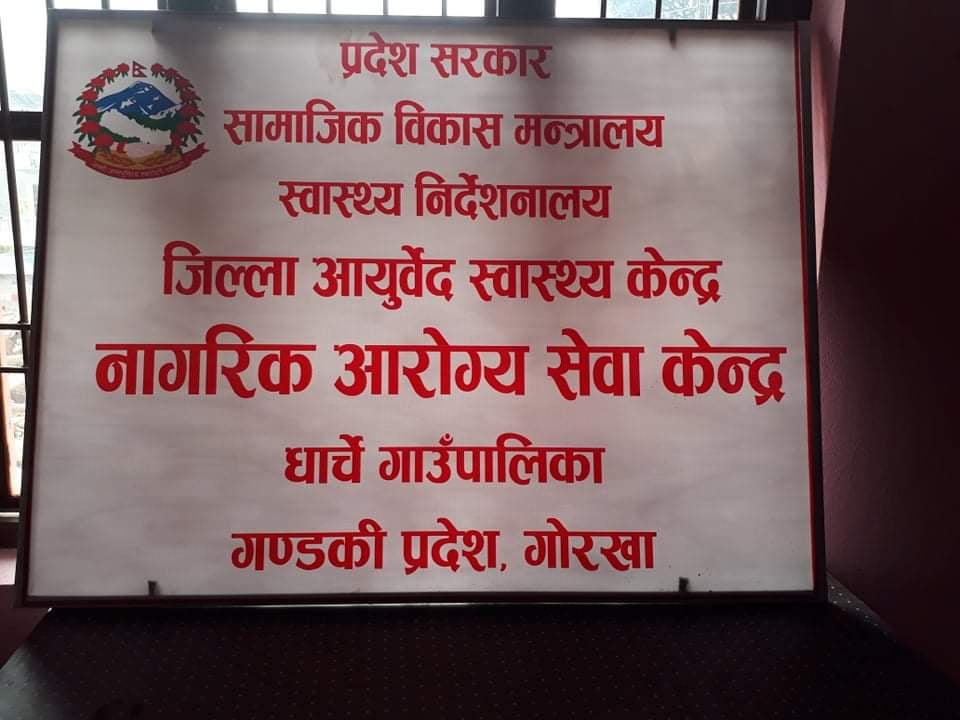 प्रदेश सरकार
सामाजिक विकास मन्त्रालय
स्वास्थ्य निर्देशनालय
जिल्ला आयुर्वेद स्वास्थ्य केन्द्र
नागरिक आरोग्य सेवा केन्द्र
धार्चे गाउँपालिका
गण्डकी प्रदेश, गोरखा